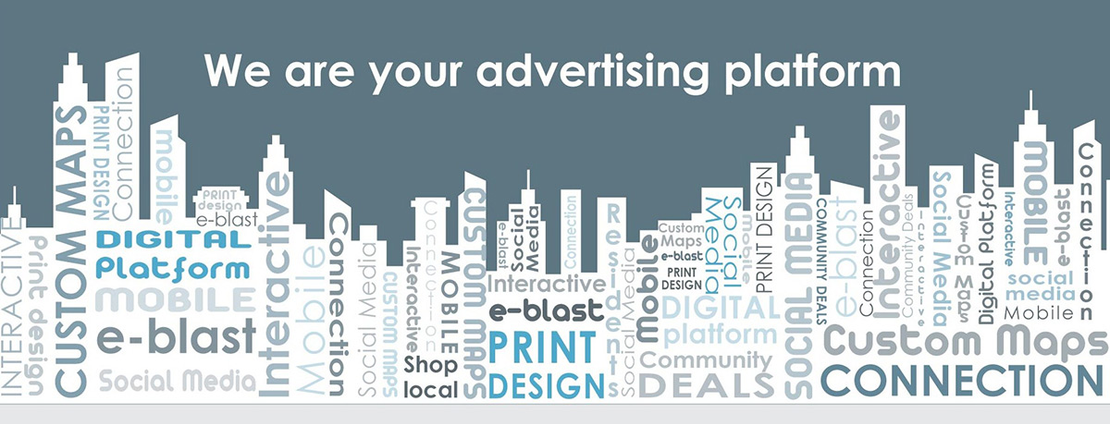 We are your advertising platform
INTERACTIVE
Print design
CUSTOM MAPS
PRINT DESIGN
Connection
mobile
PRINT
design
e-blast
DIGITAL
Platform
MOBILE
e-blast
Social Media
Interactive
Mobile
Connection
Social Media
CUSTOM MAPS
Interactive
Connection
MOBILE
Shop
local
CUSTOM MAPS
e-blast
Social
Media
Connection
Interactive
e-blast
PRINT
DESIGN
Residents
Social Media
Mobile
Custom
Maps
e-blast
PRINT
DESIGN
Social
Media
PRINT DESIGN
DIGITAL
platform
Community
DEALS
SOCIAL MEDIA
COMMUNITY DEALS
e-blast
Connection
Interactive
Community Deals
Interactive
Social Media
Custom Maps
Digital Platform
MOBILE
Interactive
e-blast
Connection
social
media
Mobile
Custom Maps
CONNECTION